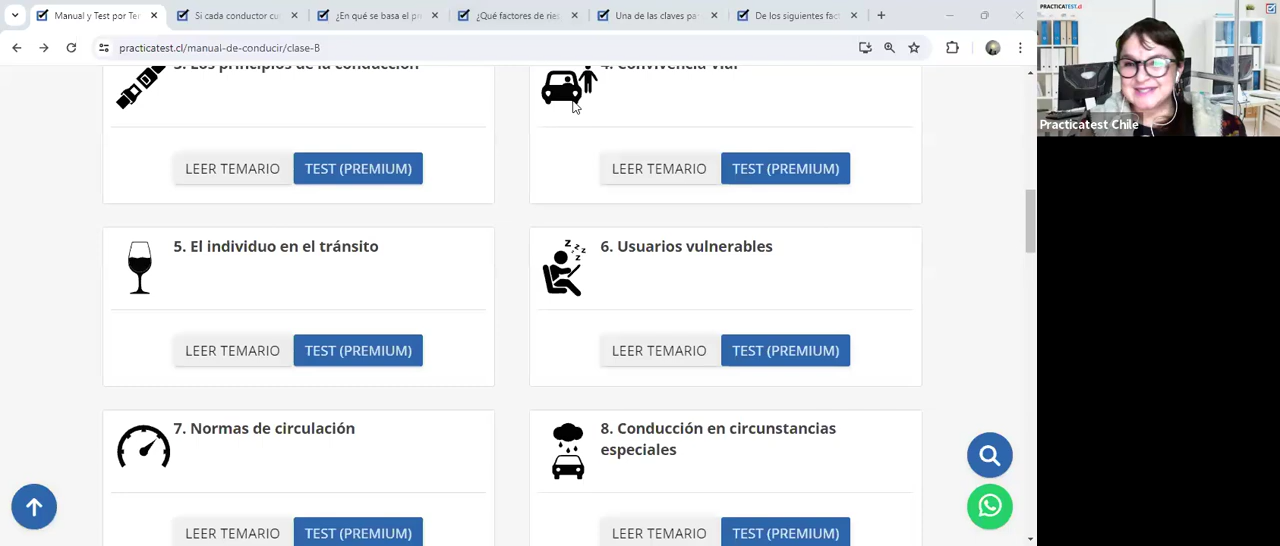 Manual y Test por Te
Si cada conductor cu
¿En qué se basa el pr
¿Qué factores de ries
Una de las claves pa
De los siguientes fact
practicatest.cl/manual-de-conducir/clase-B
PRACTICATEST.cl
Practicatest Chile
3. Los principios de la conducción
4. Convivencia vial
LEER TEMARIO
TEST (PREMIUM)
LEER TEMARIO
TEST (PREMIUM)
5. El individuo en el tránsito
6. Usuarios vulnerables
z z z z
LEER TEMARIO
TEST (PREMIUM)
LEER TEMARIO
TEST (PREMIUM)
7. Normas de circulación
8. Conducción en circunstancias
especiales
LEER TEMARIO
TEST (PREMIUM)
LEER TEMARIO
TEST (PREMIUM)